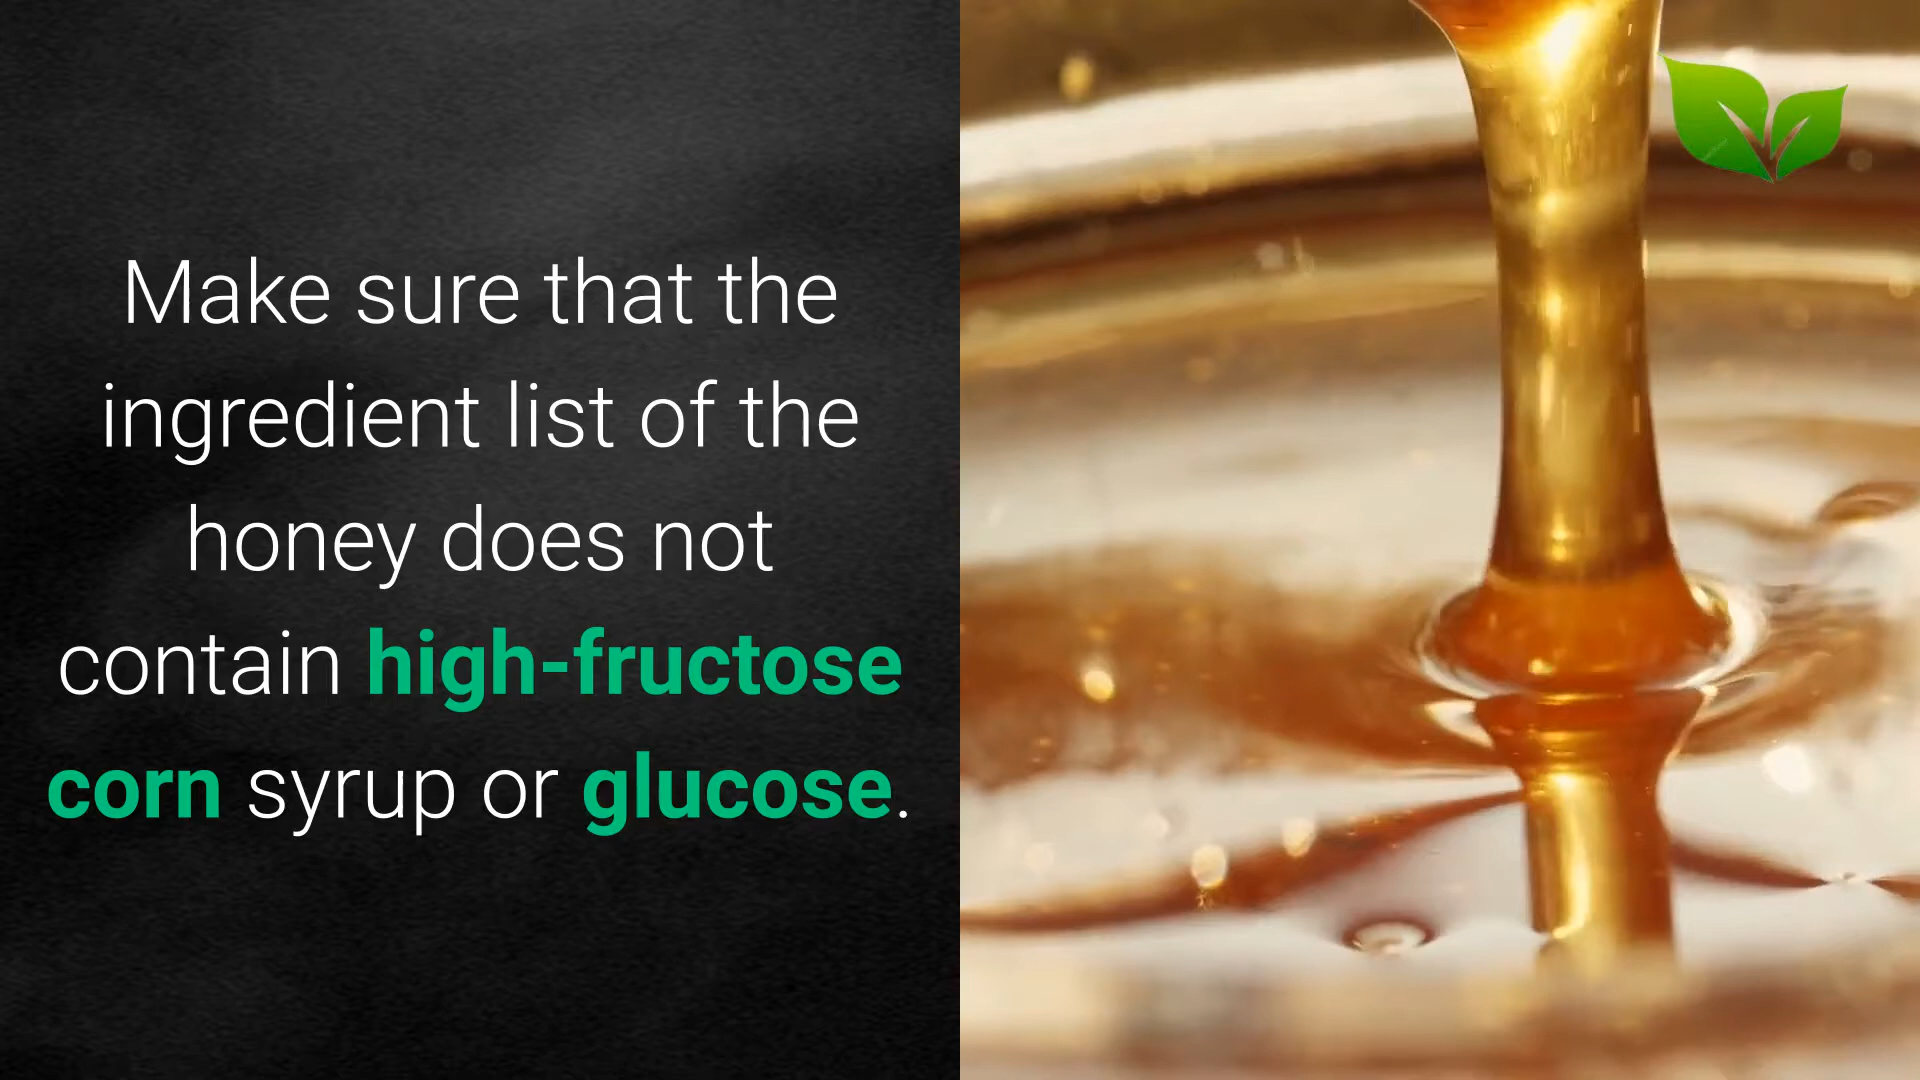 Make sure that the
ingredient list of the
honey does not
contain high-fructose
corn syrup or glucose.